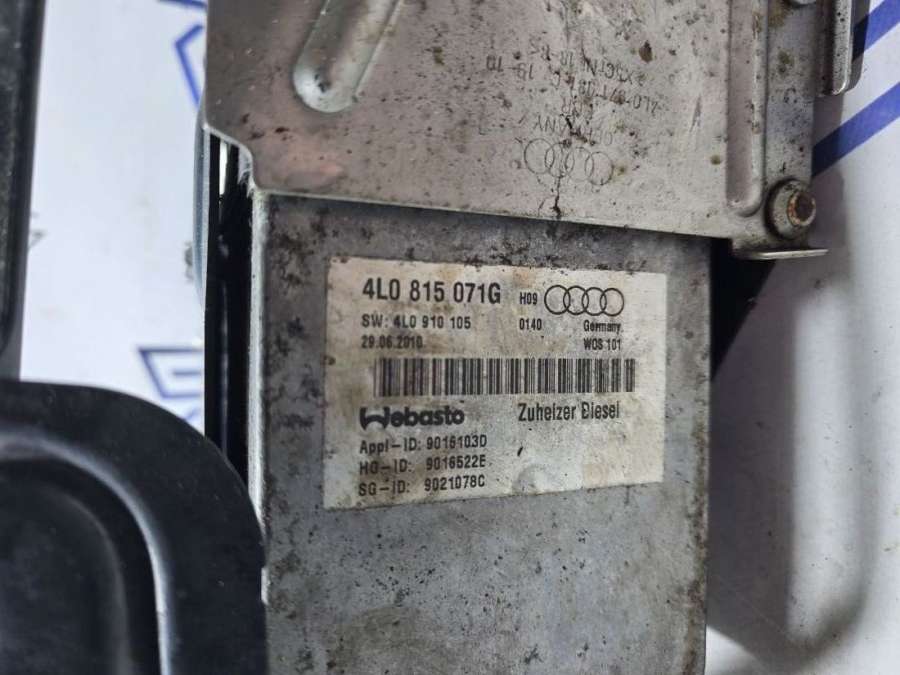 4L0 815 071G
H09
SW: 4L0 910 105
0140
Germany
29.06.2010
WOS 101
Webasto
Zuheizer Diesel
Appl-ID: 9016103D
HG-ID: 9016522E
SG-ID: 9021078C